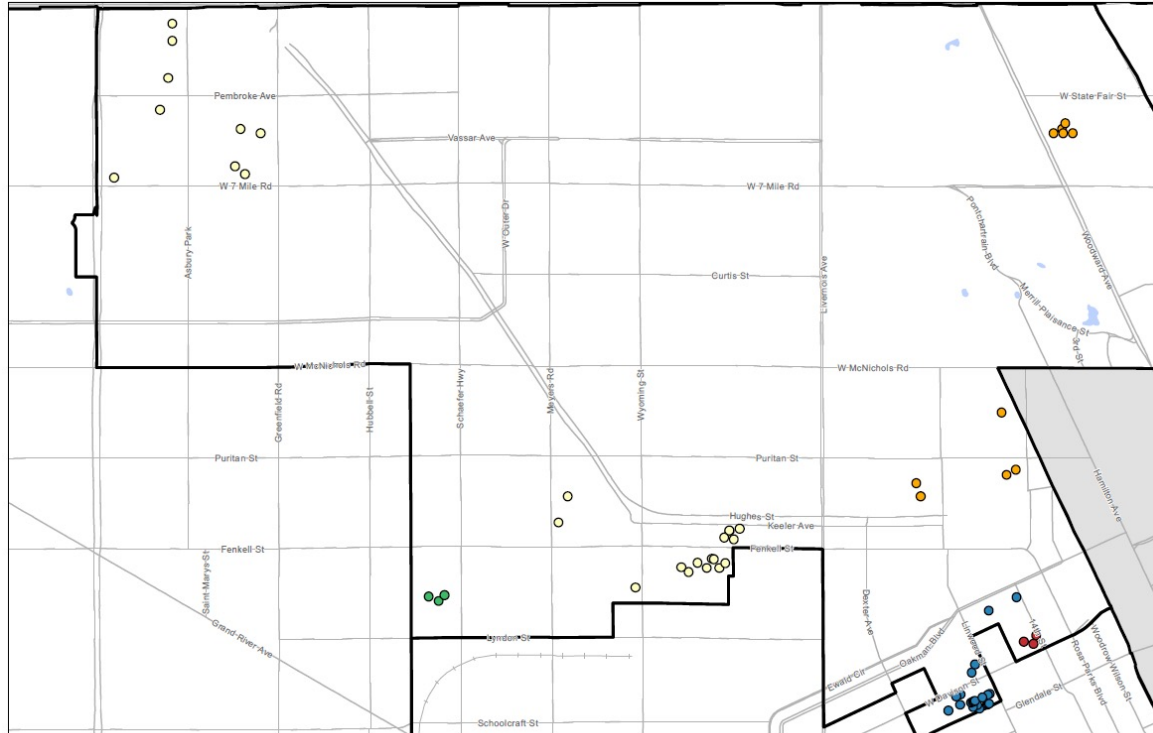 Pembroke Ave
W State Fair St
Vassar Ave
W 7 Mile Rd
W 7 Mile Rd
Asbury Park
W Outer Dr
Pontchartrain Blvd
Woodward Ave
Livernois Ave
Curtis St
Merrill Plaisance St
3rd St
W McNichols Rd
W McNichols Rd
Greenfield Rd
Hubbell St
Schaefer Hwy
Meyers Rd
Wyoming St
Puritan St
Puritan St
Hamilton Ave
Hughes St
Keeler Ave
Fenkell St
Fenkell St
Saint Marys St
Dexter Ave
Grand River Ave
Lyndon St
Linwood St
14th St
Oakman Blvd
Rosa Parks Blvd
Woodrow Wilson St
Ewald Cir
W Davison St
Glendale St
Schoolcraft St